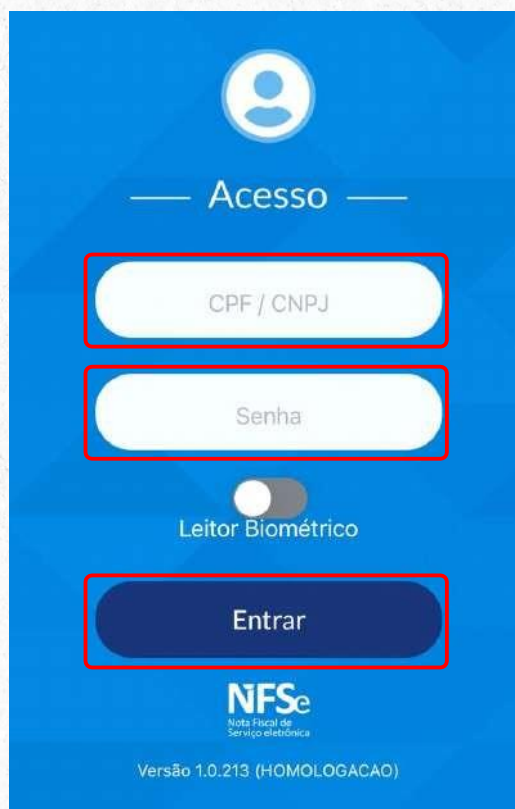 Acesso
CPF / CNPJ
Senha
Leitor Biométrico
Entrar
NFSe
Nota Fiscal de
Serviço eletrônica
Versão 1.0.213 (HOMOLOGACAO)